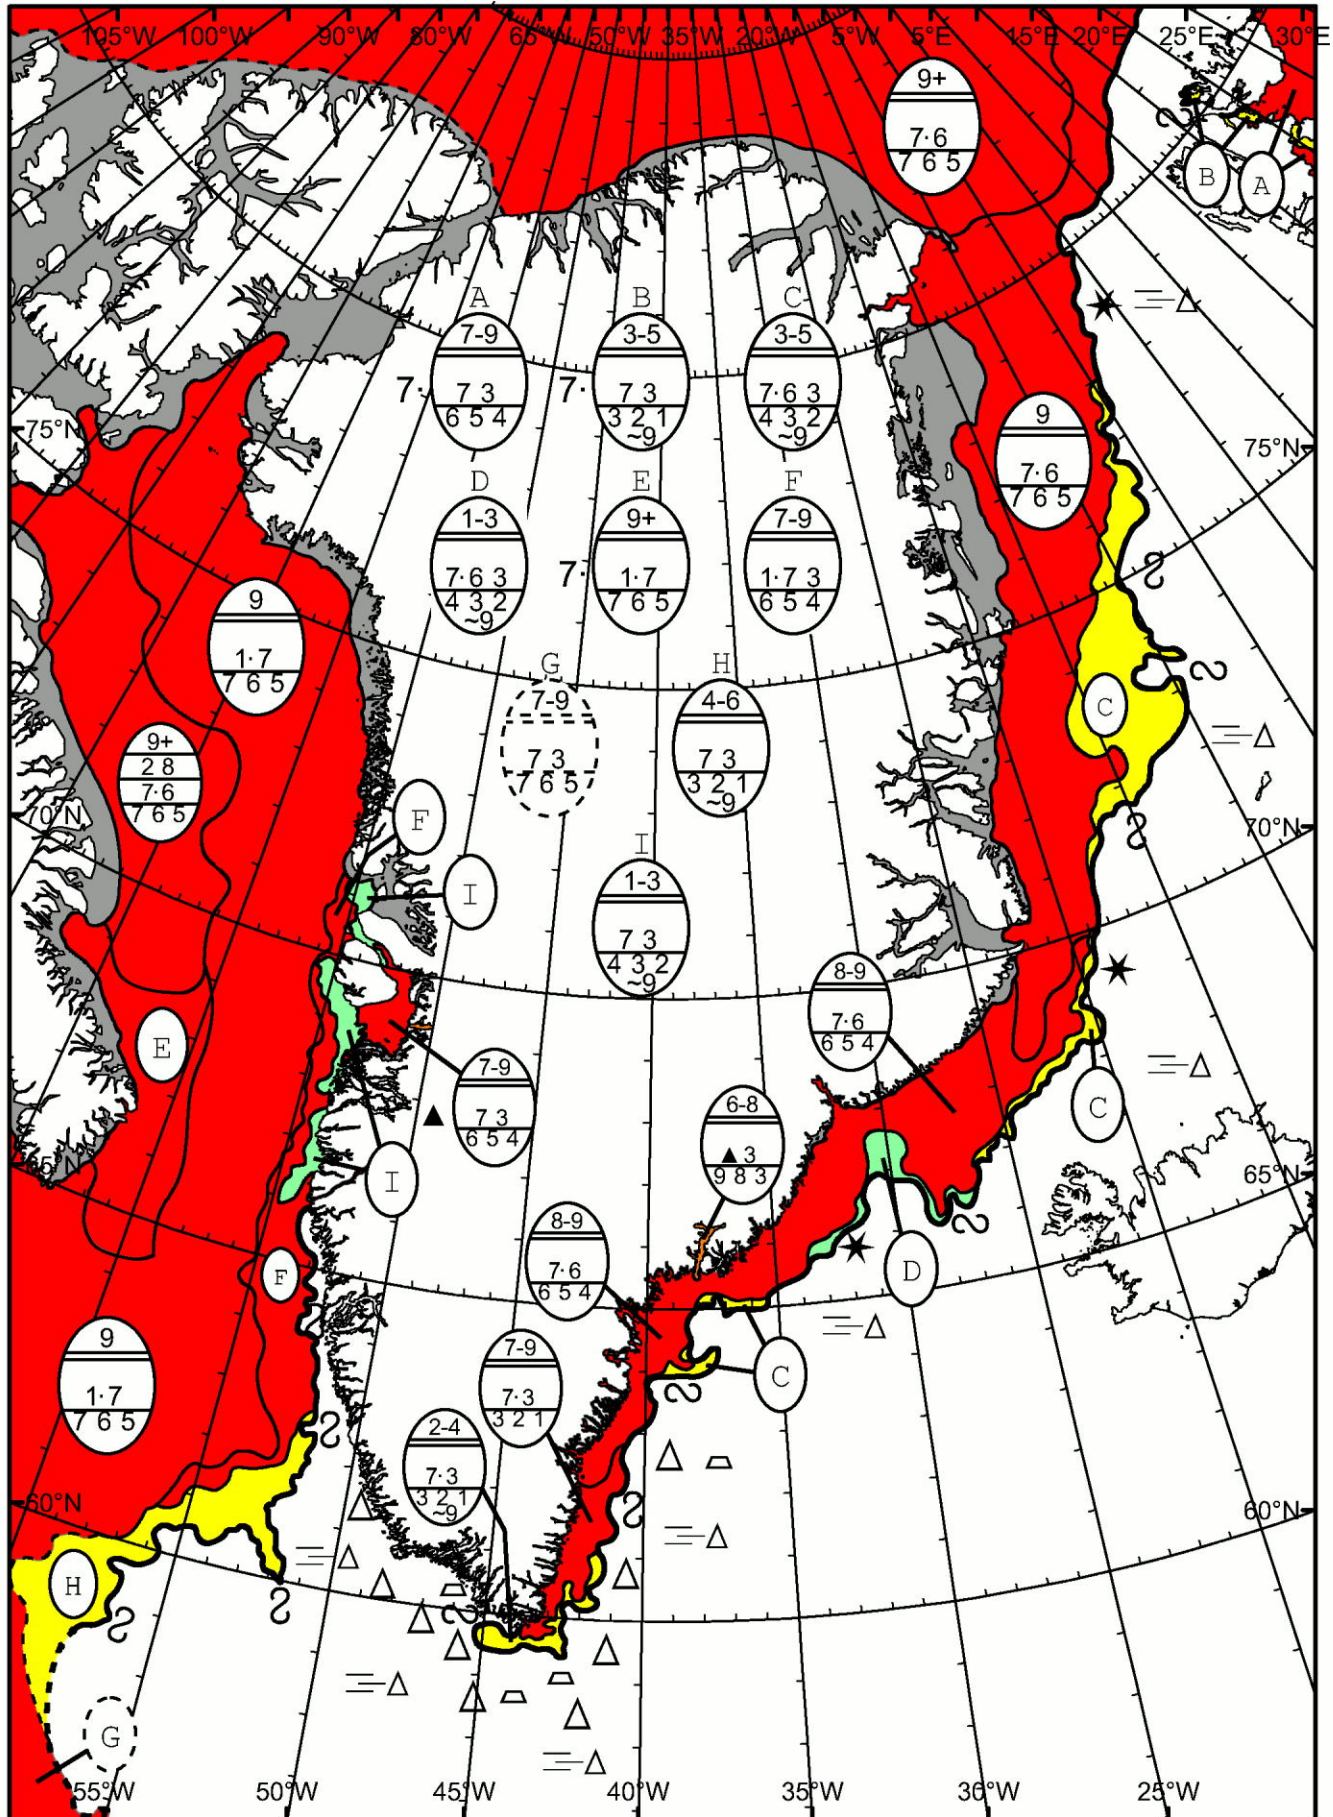 105°W 100°W 90°W 80°W 65°W 50°W 35°W 20°W 5°W 5°E 15°E 20°E 25°E 30°E
9+
7·6
7 6 5
B A
A B C
7-9 3-5 3-5
7· 7 3 7· 7 3 7·6 3
6 5 4 3 2 1 4 3 2
~9 ~9
75°N 75°N
9
7·6
7 6 5
D E F
1-3 9+ 7-9
7·6 3 7· 1·7 1·7 3
4 3 2 7 6 5 6 5 4
~9
9
1·7
7 6 5
G H
7-9 4-6
7 3 7 3
7 6 5 3 2 1
~9
C
9+
2 8
7·6
7 6 5
70°N 70°N
F
I
I
1-3
7 3
4 3 2
~9
8-9
7·6
6 5 4
E
7-9
7 3
6 5 4
C
6-8
▲ 3
9 8 3
65°N 65°N
I
8-9
7·6
6 5 4
F D
9
1·7
7 6 5
7-9
7·3
3 2 1
C
2-4
7·3
3 2 1
~9
60°N 60°N
H
G
55°W 50°W 45°W 40°W 35°W 30°W 25°W